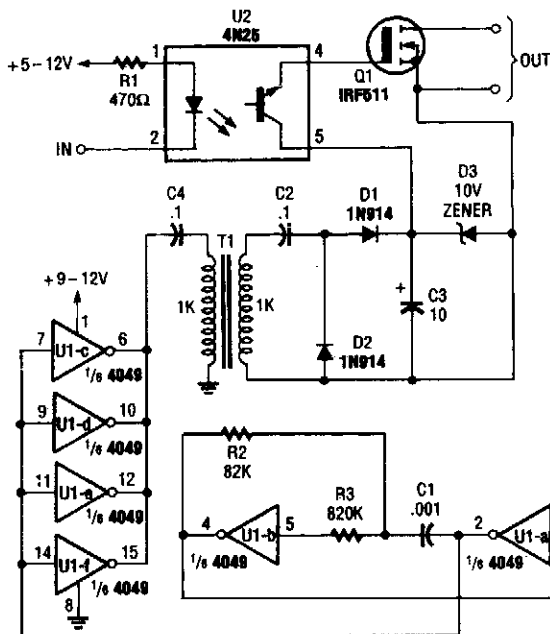 U2
4N25
1
4
+5-12V
R1
470Ω
2
5
IN
Q1
IRF511
OUT
C4
.1
T1
1K
1K
C2
.1
D1
1N914
D2
1N914
D3
10V
ZENER
+
C3
10
+9-12V
1
7
U1-c
6
1/6 4049
9
U1-d
10
1/6 4049
11
U1-e
12
1/6 4049
14
U1-f
15
1/6 4049
8
R2
82K
4
U1-b
5
1/6 4049
R3
820K
C1
.001
2
U1-a
1/6 4049